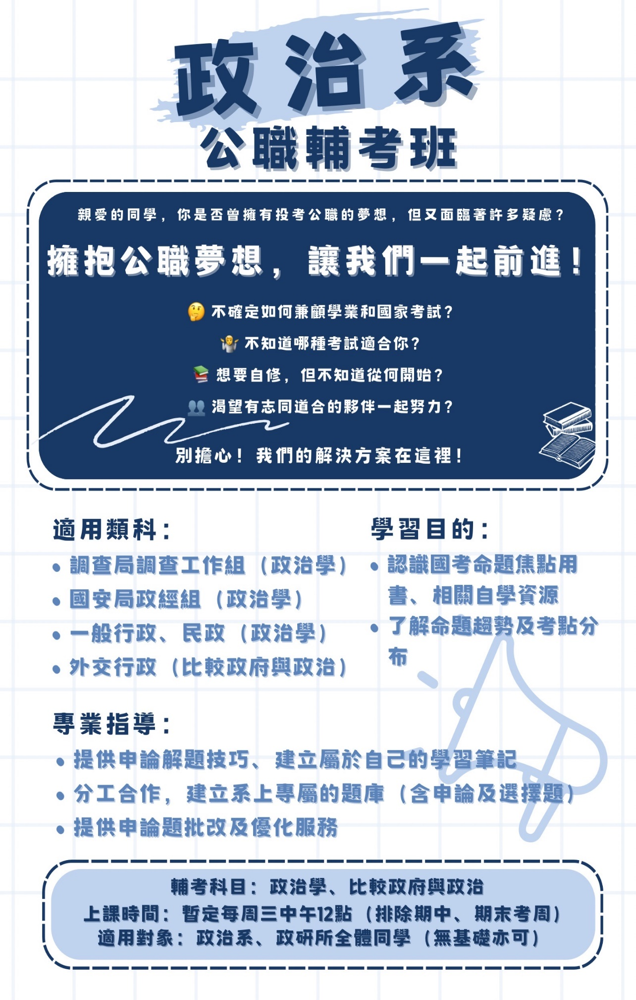 政治系
公職輔考班
親愛的同學，你是否曾擁有投考公職的夢想，但又面臨著許多疑慮？
擁抱公職夢想，讓我們一起前進！
🤔 不確定如何兼顧學業和國家考試？
🤷 不知道哪種考試適合你？
📚 想要自修，但不知道從何開始？
👥 渴望有志同道合的夥伴一起努力？
別擔心！我們的解決方案在這裡！
適用類科：
• 調查局調查工作組（政治學）
• 國安局政經組（政治學）
• 一般行政、民政（政治學）
• 外交行政（比較政府與政治）
學習目的：
• 認識國考命題焦點用
書、相關自學資源
• 了解命題趨勢及考點分
布
專業指導：
• 提供申論解題技巧、建立屬於自己的學習筆記
• 分工合作，建立系上專屬的題庫（含申論及選擇題）
• 提供申論題批改及優化服務
輔考科目：政治學、比較政府與政治
上課時間：暫定每周三中午12點（排除期中、期末考周）
適用對象：政治系、政研所全體同學（無基礎亦可）